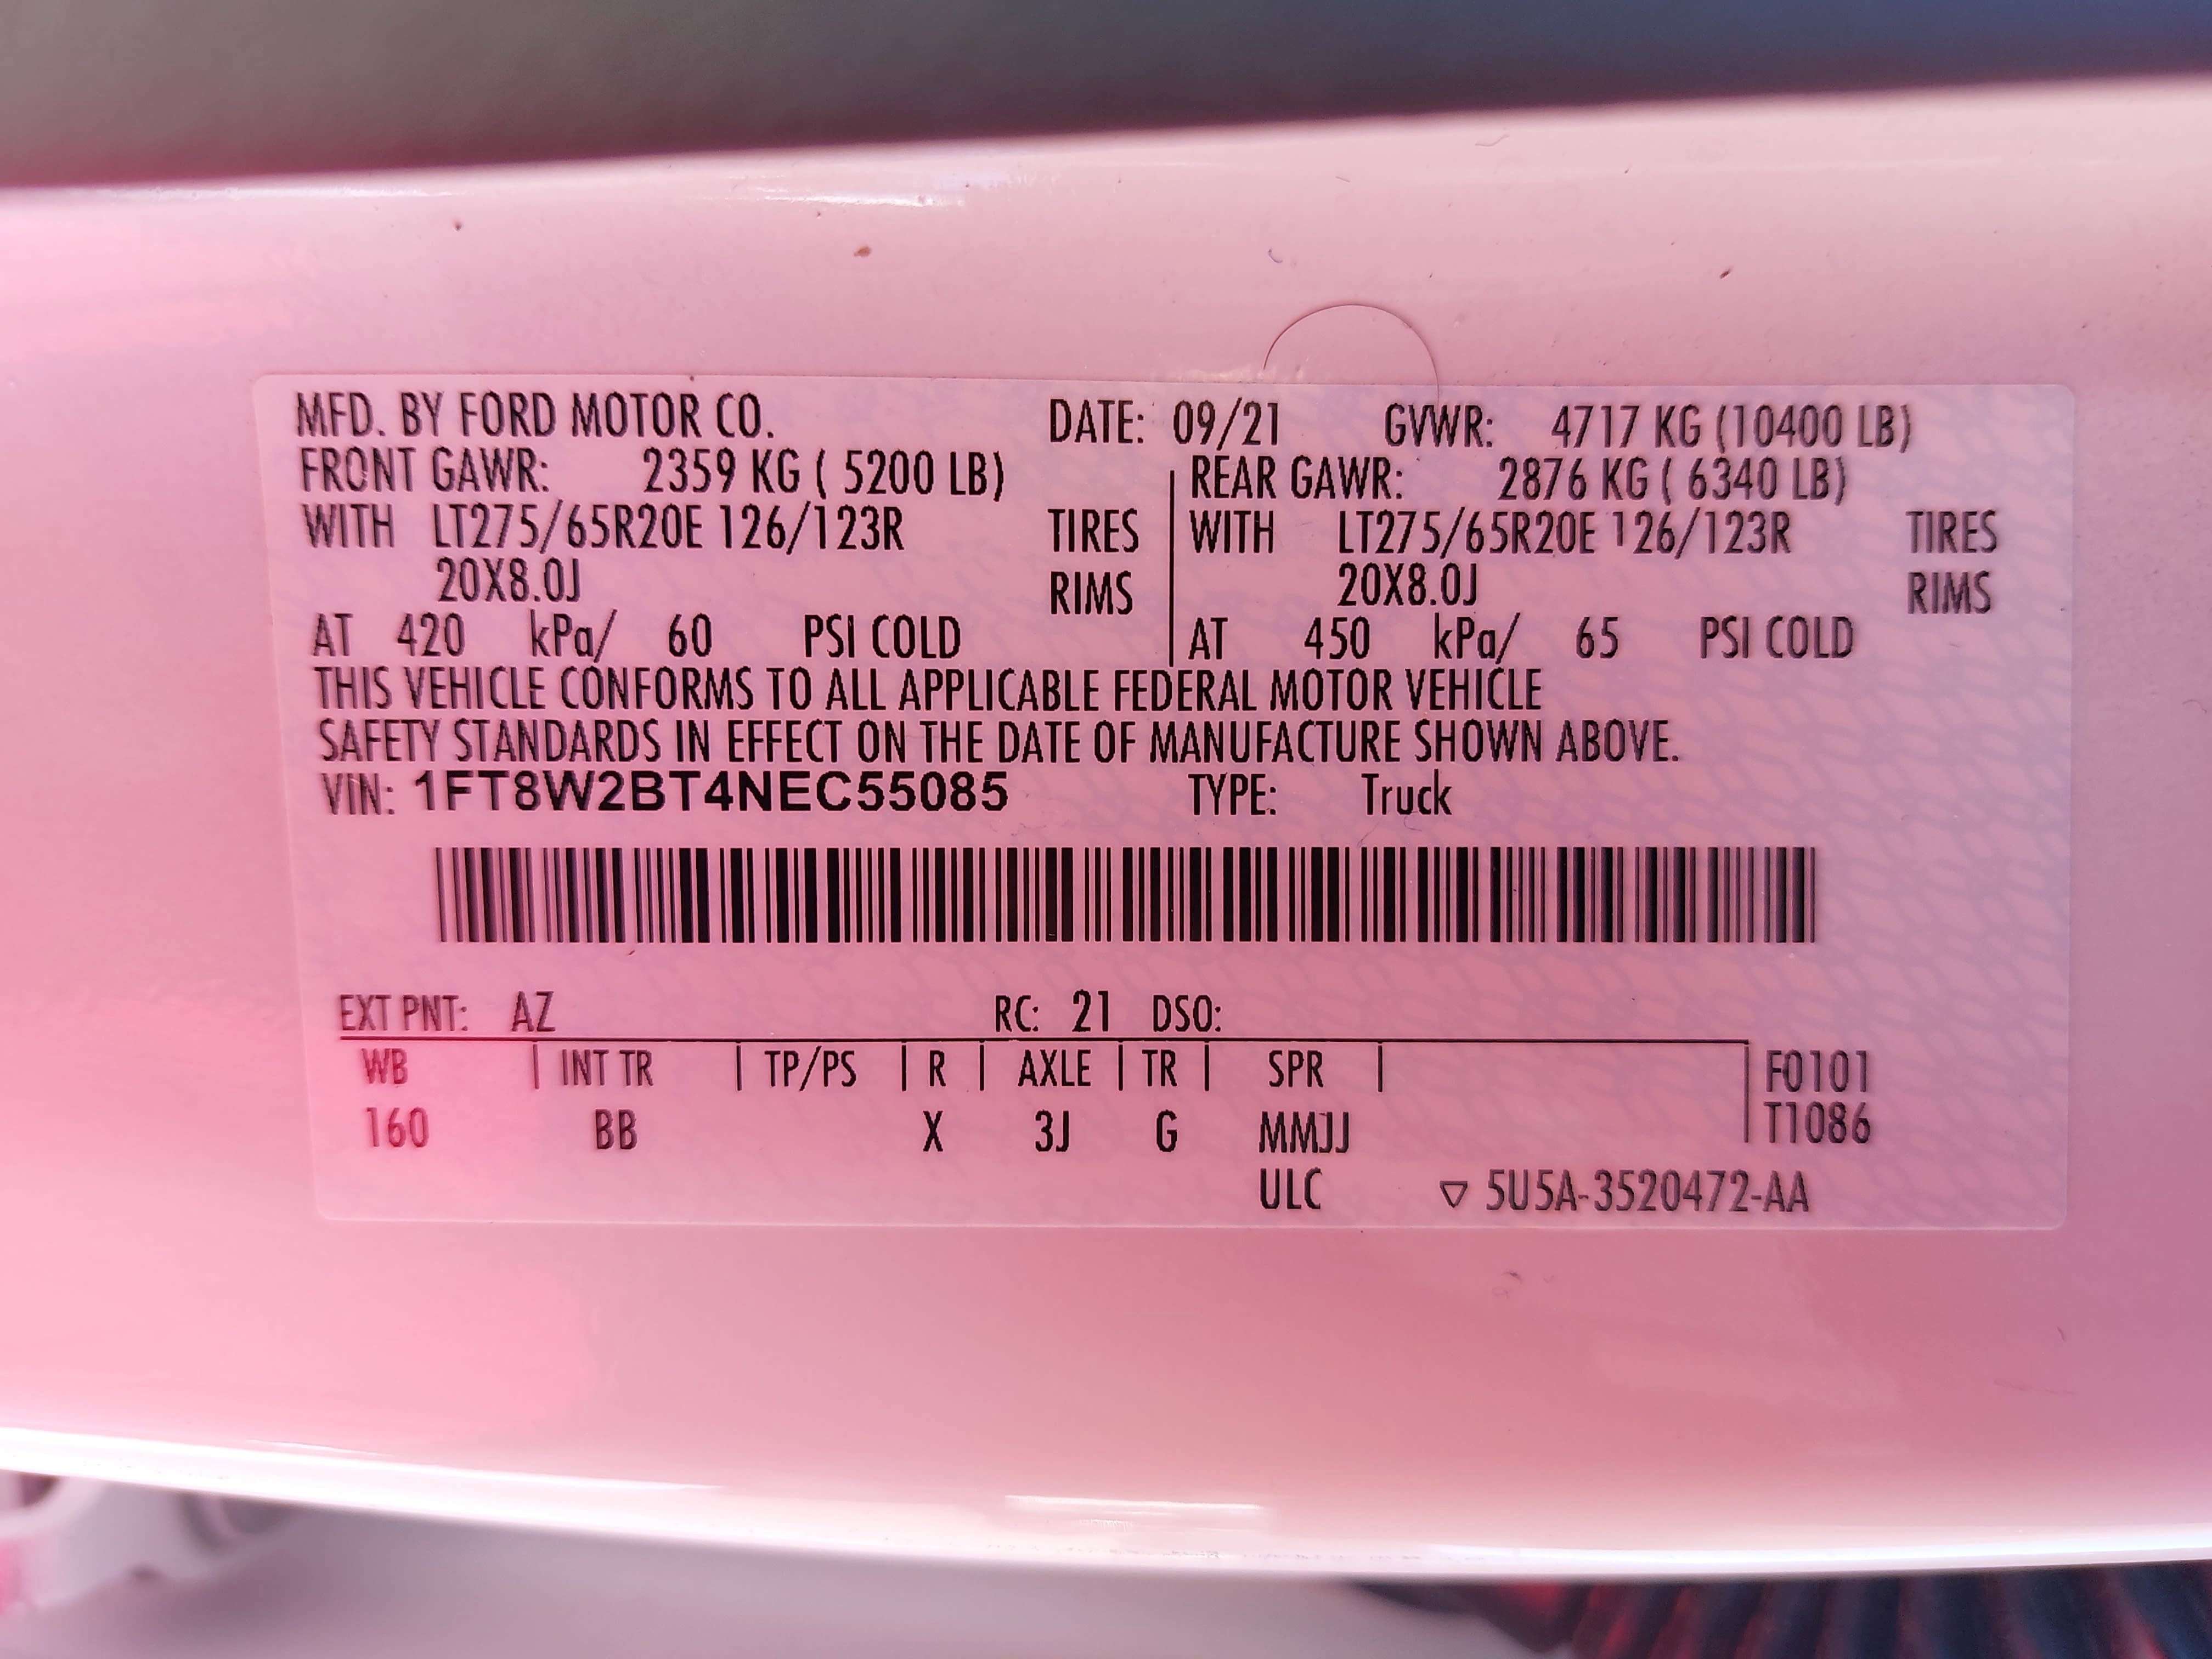 MFD. BY FORD MOTOR CO. DATE: 09/21 GVWR: 4717 KG (10400 LB)
FRONT GAWR: 2359 KG ( 5200 LB) REAR GAWR: 2876 KG ( 6340 LB)
WITH LT275/65R20E 126/123R TIRES WITH LT275/65R20E 126/123R TIRES
20X8.0J RIMS 20X8.0J RIMS
AT 420 kPa/ 60 PSI COLD AT 450 kPa/ 65 PSI COLD
THIS VEHICLE CONFORMS TO ALL APPLICABLE FEDERAL MOTOR VEHICLE
SAFETY STANDARDS IN EFFECT ON THE DATE OF MANUFACTURE SHOWN ABOVE.
VIN: 1FT8W2BT4NEC55085 TYPE: Truck
EXT PNT: AZ RC: 21 DSO:
WB | INT TR | TP/PS | R | AXLE | TR | SPR | F0101
160 BB X 3J G MMJJ T1086
ULC ▽ 5U5A-3520472-AA